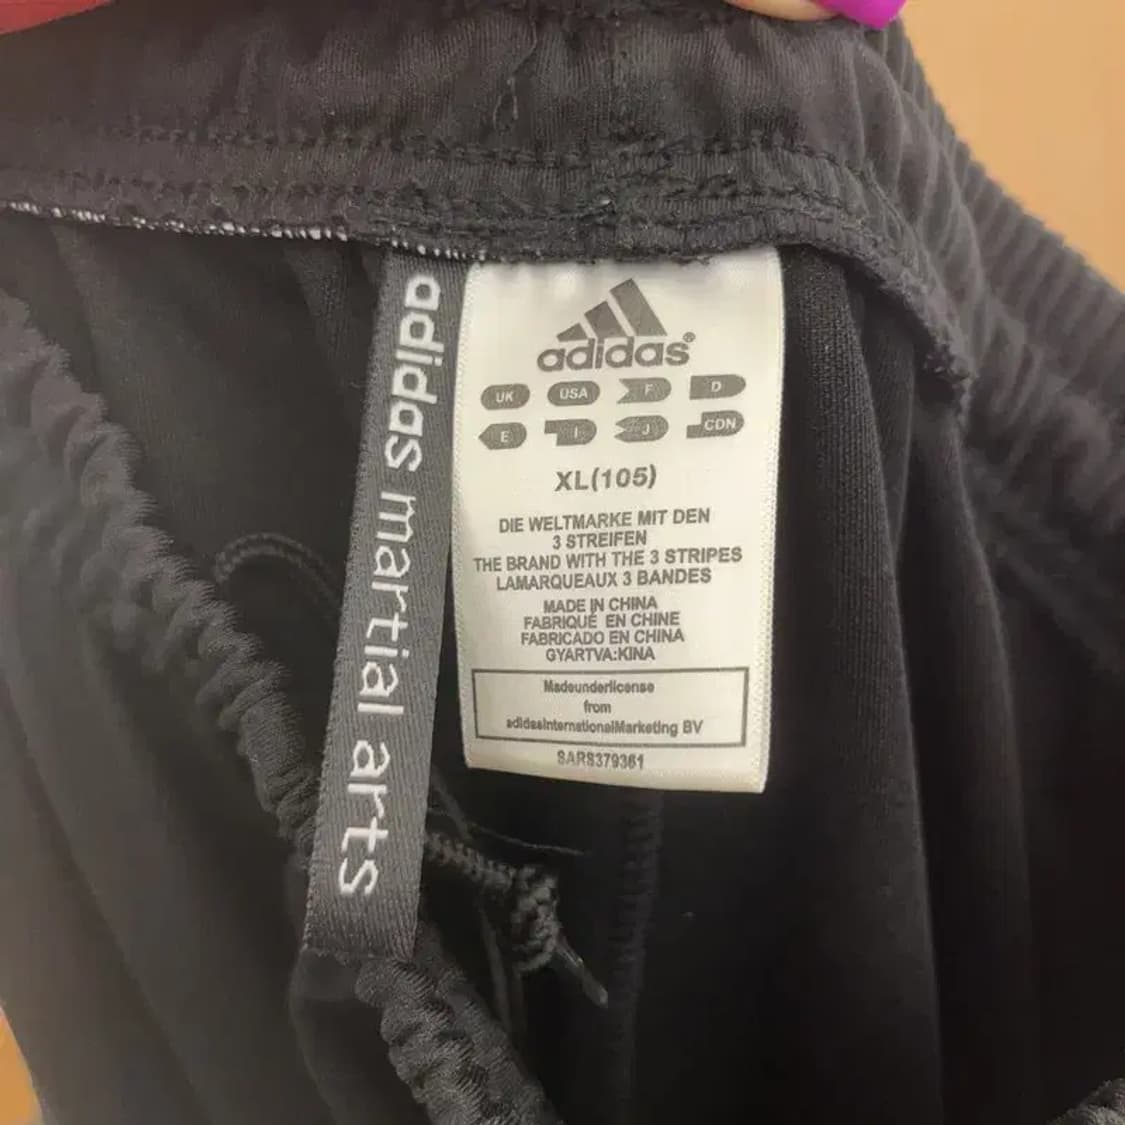 adidas martial arts
adidas®
UK USA F D
E I J CDN
XL(105)
DIE WELTMARKE MIT DEN
3 STREIFEN
THE BRAND WITH THE 3 STRIPES
LAMARQUEAUX 3 BANDES
MADE IN CHINA
FABRIQUÉ EN CHINE
FABRICADO EN CHINA
GYARTVA:KINA
Madeunderlicense
from
adidasInternationalMarketing BV
SARS379361